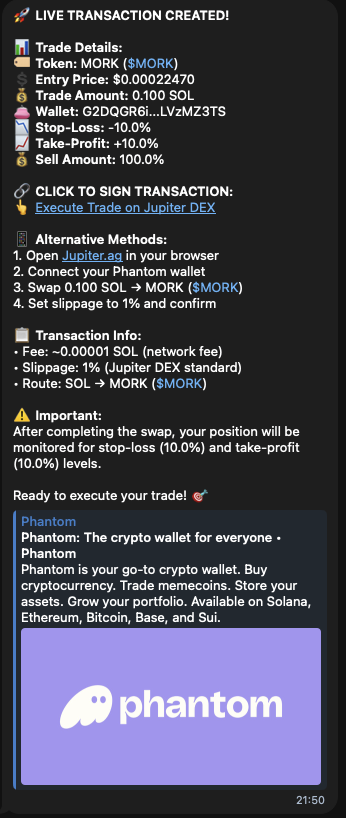 🚀 LIVE TRANSACTION CREATED!
📊 Trade Details:
🏷️ Token: MORK ($MORK)
💲 Entry Price: $0.00022470
💰 Trade Amount: 0.100 SOL
👛 Wallet: G2DQGR6i...LVzMZ3TS
📉 Stop-Loss: -10.0%
📈 Take-Profit: +10.0%
💰 Sell Amount: 100.0%
🔗 CLICK TO SIGN TRANSACTION:
👆 Execute Trade on Jupiter DEX
📱 Alternative Methods:
1. Open Jupiter.ag in your browser
2. Connect your Phantom wallet
3. Swap 0.100 SOL → MORK ($MORK)
4. Set slippage to 1% and confirm
📋 Transaction Info:
• Fee: ~0.00001 SOL (network fee)
• Slippage: 1% (Jupiter DEX standard)
• Route: SOL → MORK ($MORK)
⚠️ Important:
After completing the swap, your position will be
monitored for stop-loss (10.0%) and take-profit
(10.0%) levels.
Ready to execute your trade! 🎯
Phantom
Phantom: The crypto wallet for everyone •
Phantom
Phantom is your go-to crypto wallet. Buy
cryptocurrency. Trade memecoins. Store your
assets. Grow your portfolio. Available on Solana,
Ethereum, Bitcoin, Base, and Sui.
phantom
21:50